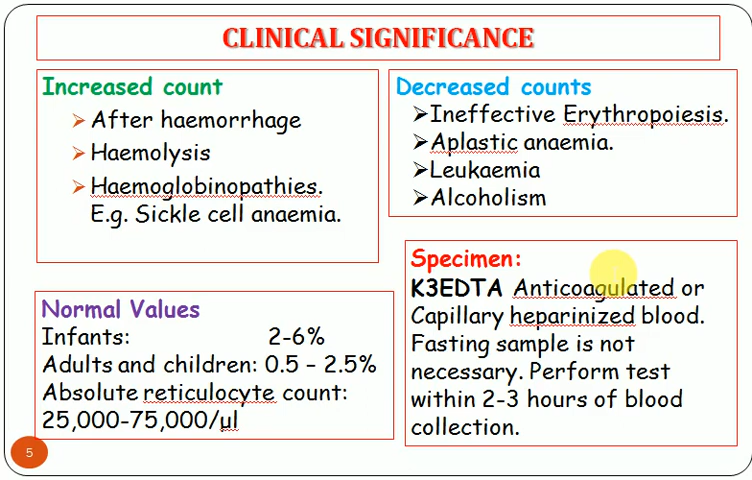 CLINICAL SIGNIFICANCE
Increased count
➢After haemorrhage
➢Haemolysis
➢Haemoglobinopathies.
E.g. Sickle cell anaemia.
Decreased counts
➢Ineffective Erythropoiesis.
➢Aplastic anaemia.
➢Leukaemia
➢Alcoholism
Normal Values
Infants: 2-6%
Adults and children: 0.5 – 2.5%
Absolute reticulocyte count:
25,000-75,000/µl
Specimen:
K3EDTA Anticoagulated or
Capillary heparinized blood.
Fasting sample is not
necessary. Perform test
within 2-3 hours of blood
collection.
5